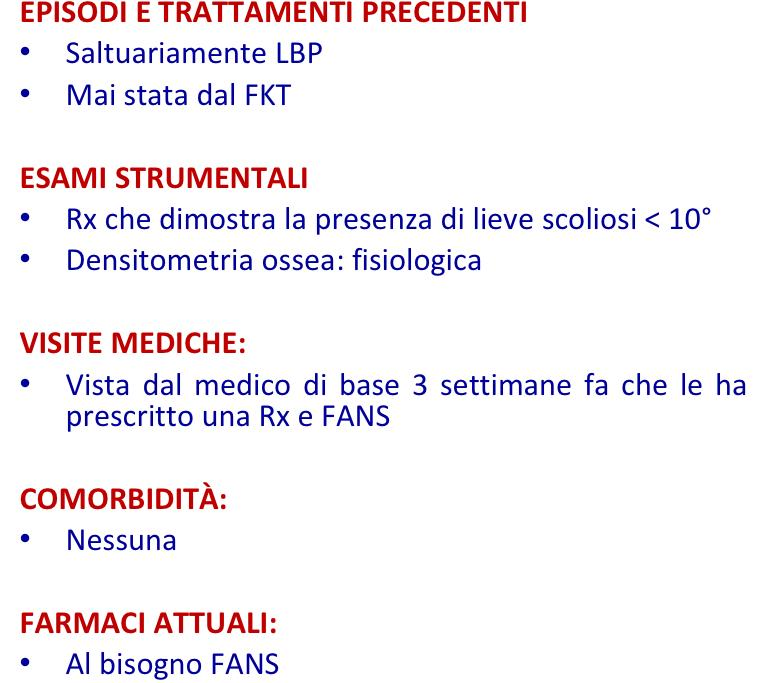 EPISODI E TRATTAMENTI PRECEDENTI
• Saltuariamente LBP
• Mai stata dal FKT
ESAMI STRUMENTALI
• Rx che dimostra la presenza di lieve scoliosi < 10°
• Densitometria ossea: fisiologica
VISITE MEDICHE:
• Vista dal medico di base 3 settimane fa che le ha
prescritto una Rx e FANS
COMORBIDITÀ:
• Nessuna
FARMACI ATTUALI:
• Al bisogno FANS